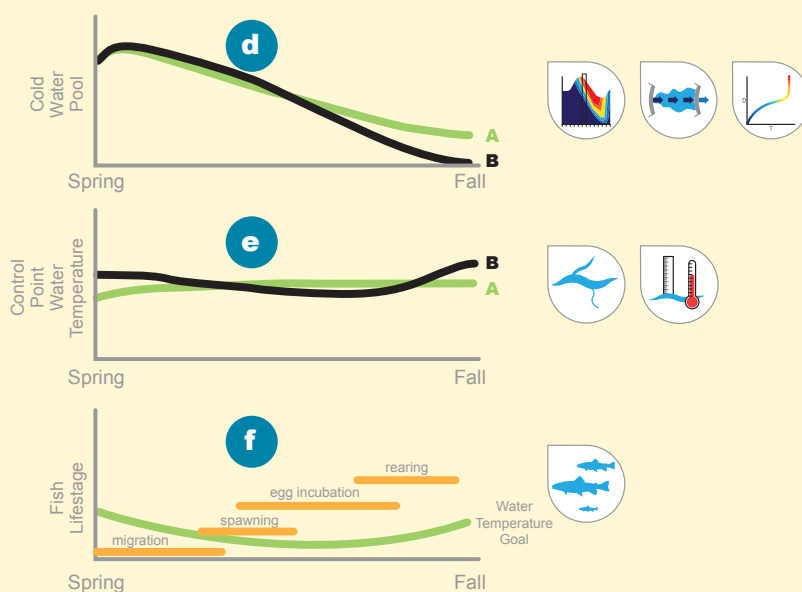 d
Cold
Water
Pool
A
B
Spring
Fall
D
T
e
Control
Point
Water
Temperature
B
A
Spring
Fall
f
Fish
Lifestage
rearing
egg incubation
spawning
migration
Water
Temperature
Goal
Spring
Fall